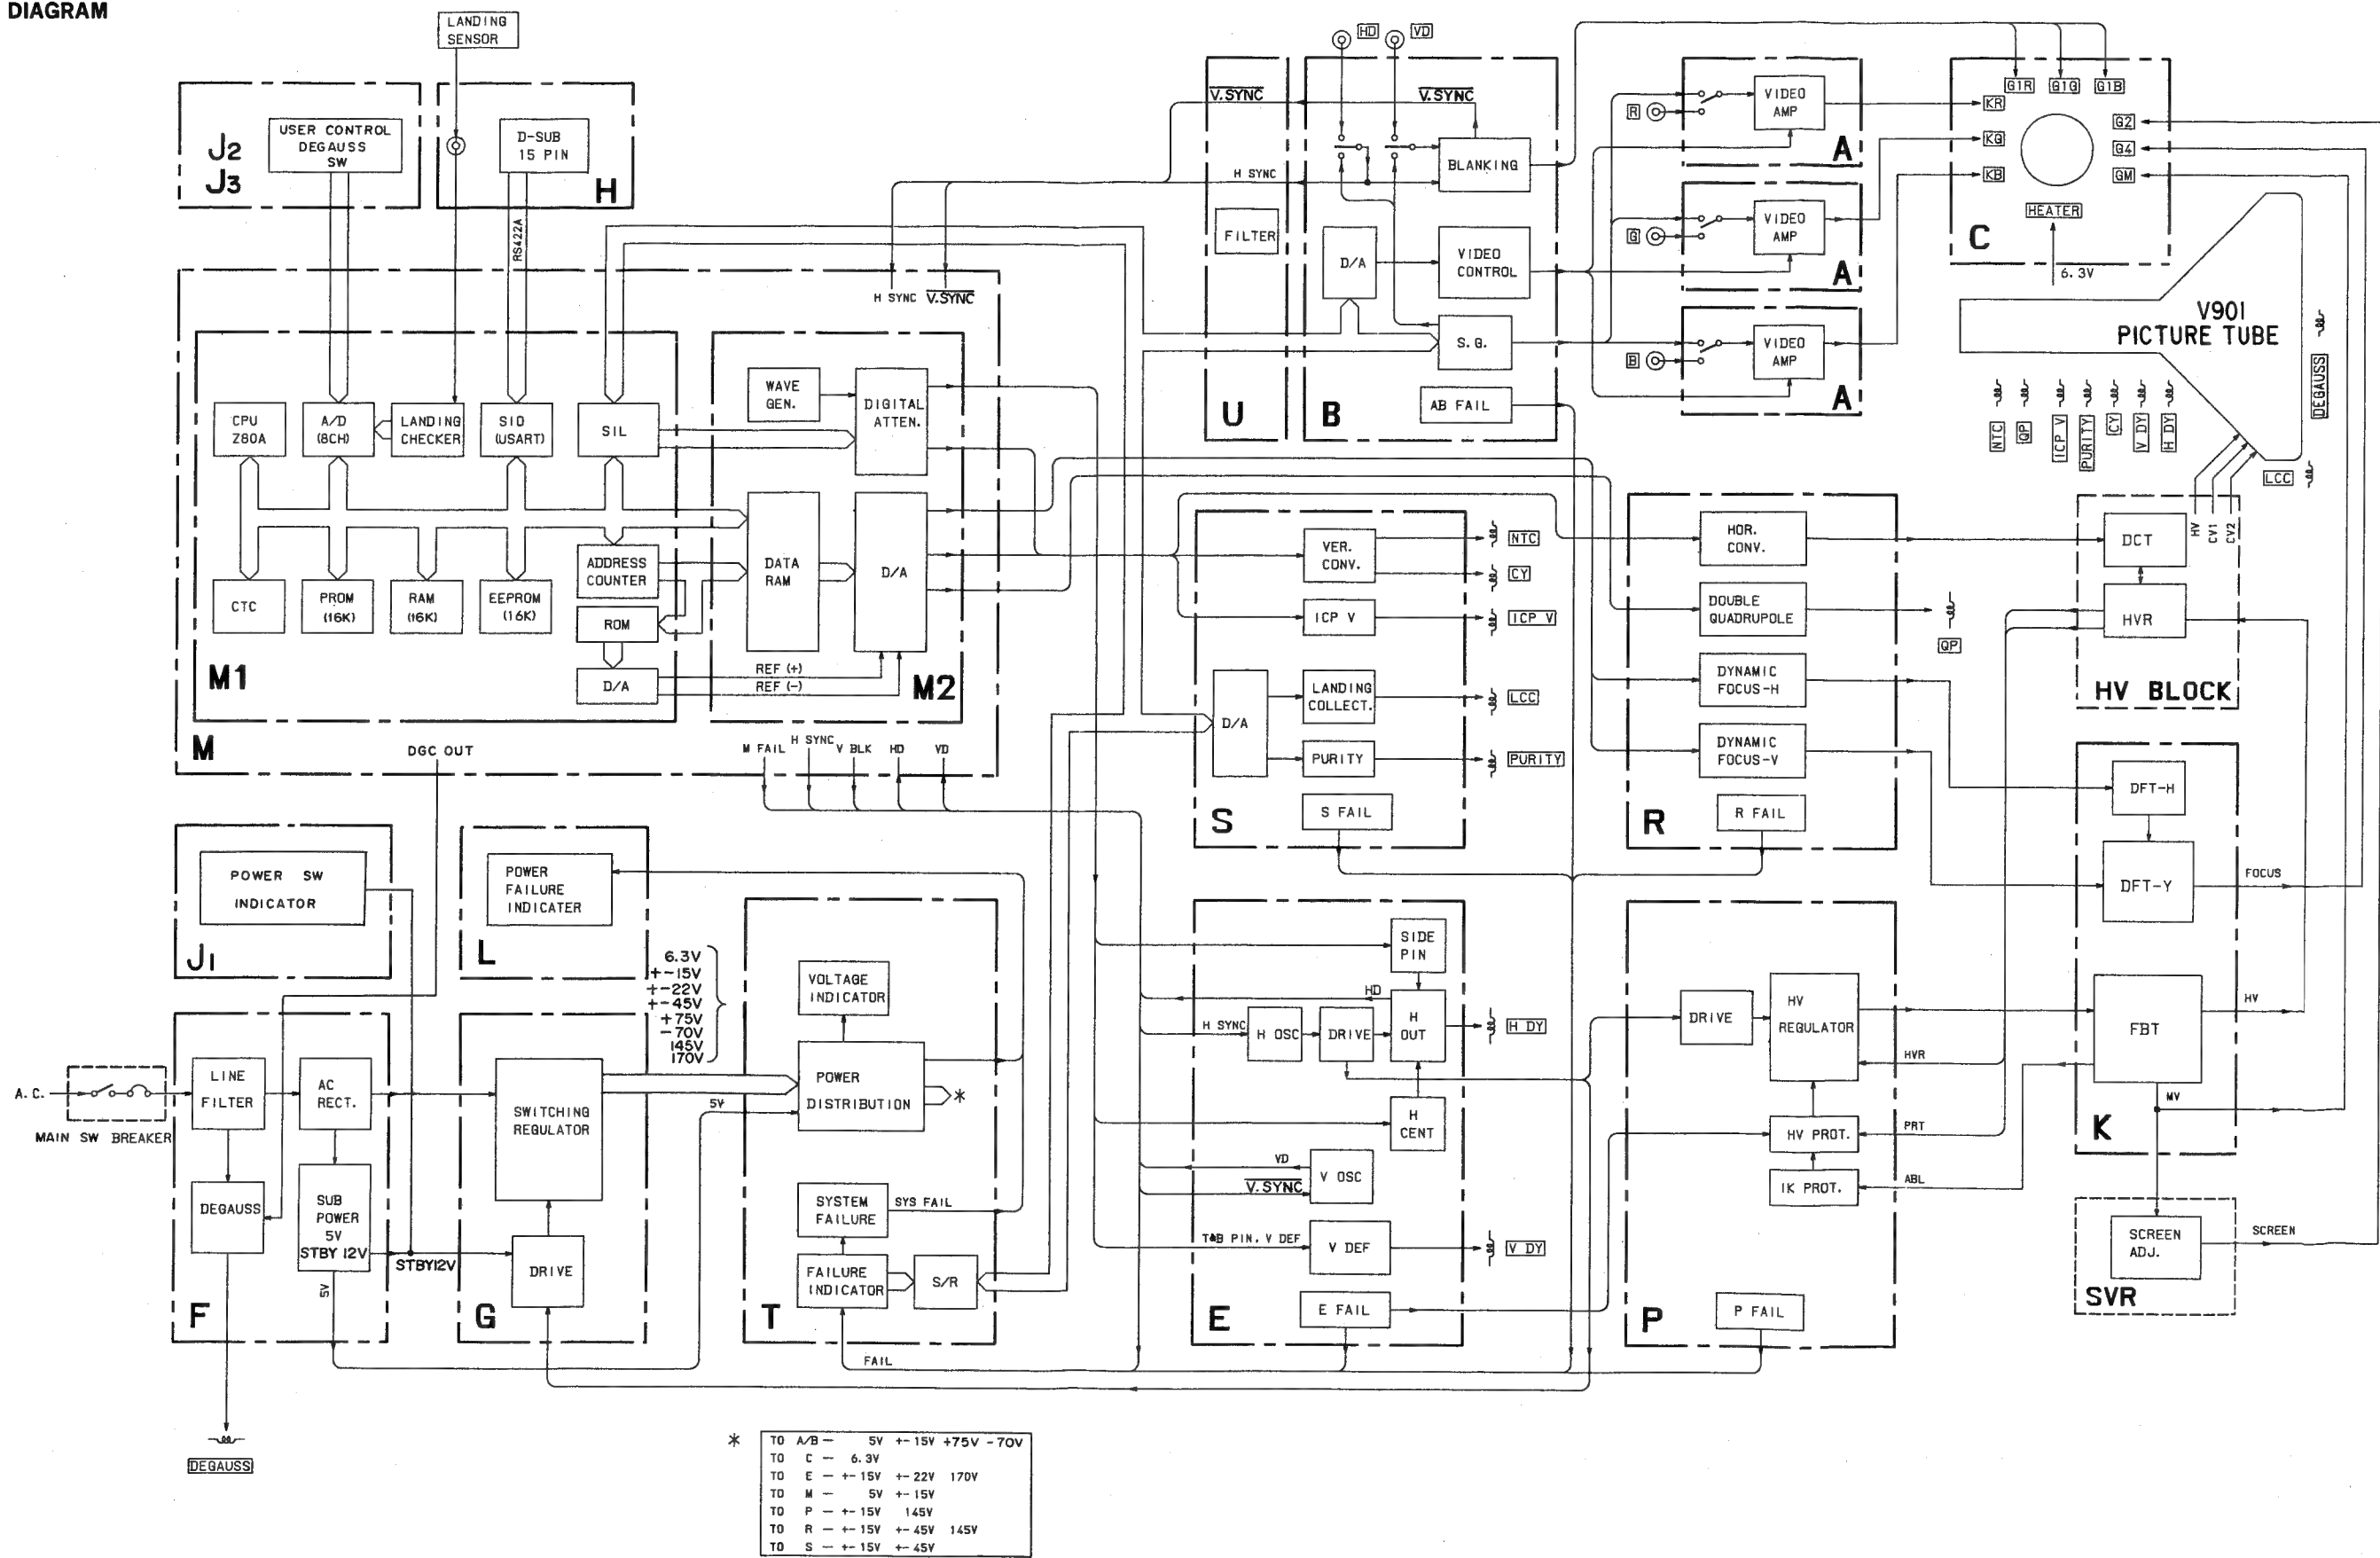 DIAGRAM
LANDING
SENSOR
J2
J3
USER CONTROL
DEGAUSS
SW
D-SUB
15 PIN
H
RS422A
H SYNC
V.SYNC
M1
CPU
Z80A
A/D
(8CH)
LANDING
CHECKER
SIO
(USART)
SIL
CTC
PROM
(16K)
RAM
(16K)
EEPROM
(16K)
ADDRESS
COUNTER
ROM
D/A
M2
WAVE
GEN.
DIGITAL
ATTEN.
DATA
RAM
D/A
REF (+)
REF (-)
M
DGC OUT
M FAIL
H SYNC
V BLK
HD
VD
U
FILTER
V.SYNC
H SYNC
B
HD
VD
V.SYNC
BLANKING
D/A
VIDEO
CONTROL
S.G.
AB FAIL
R
VIDEO
AMP
A
G
VIDEO
AMP
A
B
VIDEO
AMP
A
C
G1R
G1G
G1B
KR
KG
KB
G2
G4
GM
HEATER
6.3V
V901
PICTURE TUBE
DEGAUSS
NTC
QP
ICP V
PURITY
CY
V DY
H DY
LCC
HV
CV1
CV2
S
VER.
CONV.
NTC
CY
ICP V
ICP V
D/A
LANDING
COLLECT.
LCC
PURITY
PURITY
S FAIL
R
HOR.
CONV.
DOUBLE
QUADRUPOLE
QP
DYNAMIC
FOCUS-H
DYNAMIC
FOCUS-V
R FAIL
HV BLOCK
DCT
HVR
K
DFT-H
DFT-Y
FOCUS
FBT
HV
MV
SVR
SCREEN
ADJ.
SCREEN
J1
POWER SW
INDICATOR
L
POWER
FAILURE
INDICATER
A.C.
MAIN SW BREAKER
F
LINE
FILTER
AC
RECT.
DEGAUSS
SUB
POWER
5V
STBY 12V
STBY12V
5V
DEGAUSS
G
SWITCHING
REGULATOR
DRIVE
6.3V
+-15V
+-22V
+-45V
+75V
-70V
145V
170V
5V
T
VOLTAGE
INDICATOR
POWER
DISTRIBUTION
*
SYSTEM
FAILURE
SYS FAIL
FAILURE
INDICATOR
S/R
FAIL
E
SIDE
PIN
HD
H SYNC
H OSC
DRIVE
H
OUT
H DY
H
CENT
VD
V.SYNC
V OSC
T&B PIN. V DEF
V DEF
V DY
E FAIL
P
DRIVE
HV
REGULATOR
HVR
HV PROT.
PRT
IK PROT.
ABL
P FAIL
*
TO A/B - 5V +-15V +75V -70V
TO C - 6.3V
TO E - +-15V +-22V 170V
TO M - 5V +-15V
TO P - +-15V 145V
TO R - +-15V +-45V 145V
TO S - +-15V +-45V